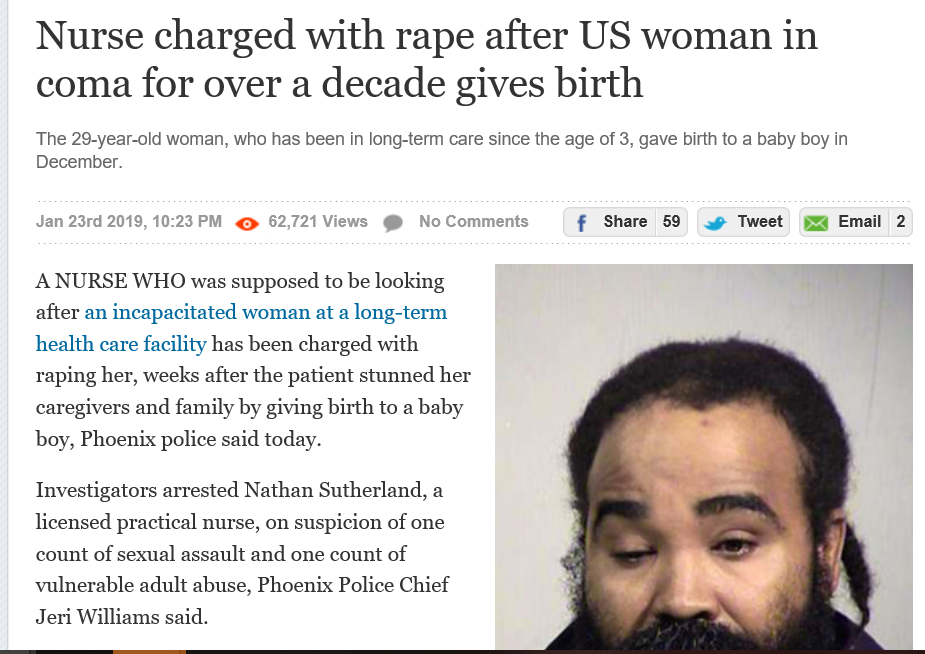 Nurse charged with rape after US woman in
coma for over a decade gives birth
The 29-year-old woman, who has been in long-term care since the age of 3, gave birth to a baby boy in
December.
Jan 23rd 2019, 10:23 PM 62,721 Views No Comments Share 59 Tweet Email 2
A NURSE WHO was supposed to be looking
after an incapacitated woman at a long-term
health care facility has been charged with
raping her, weeks after the patient stunned her
caregivers and family by giving birth to a baby
boy, Phoenix police said today.
Investigators arrested Nathan Sutherland, a
licensed practical nurse, on suspicion of one
count of sexual assault and one count of
vulnerable adult abuse, Phoenix Police Chief
Jeri Williams said.